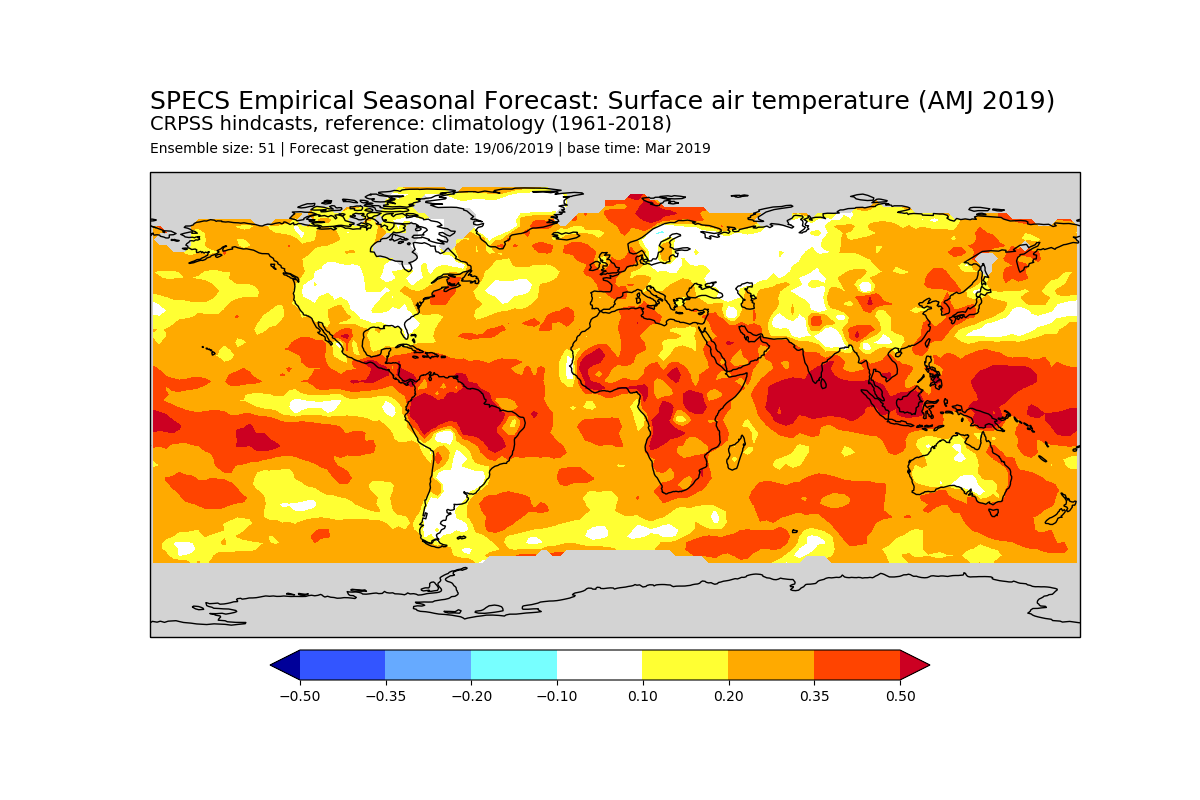 SPECS Empirical Seasonal Forecast: Surface air temperature (AMJ 2019)
CRPSS hindcasts, reference: climatology (1961-2018)
Ensemble size: 51 | Forecast generation date: 19/06/2019 | base time: Mar 2019
−0.50 −0.35 −0.20 −0.10 0.10 0.20 0.35 0.50